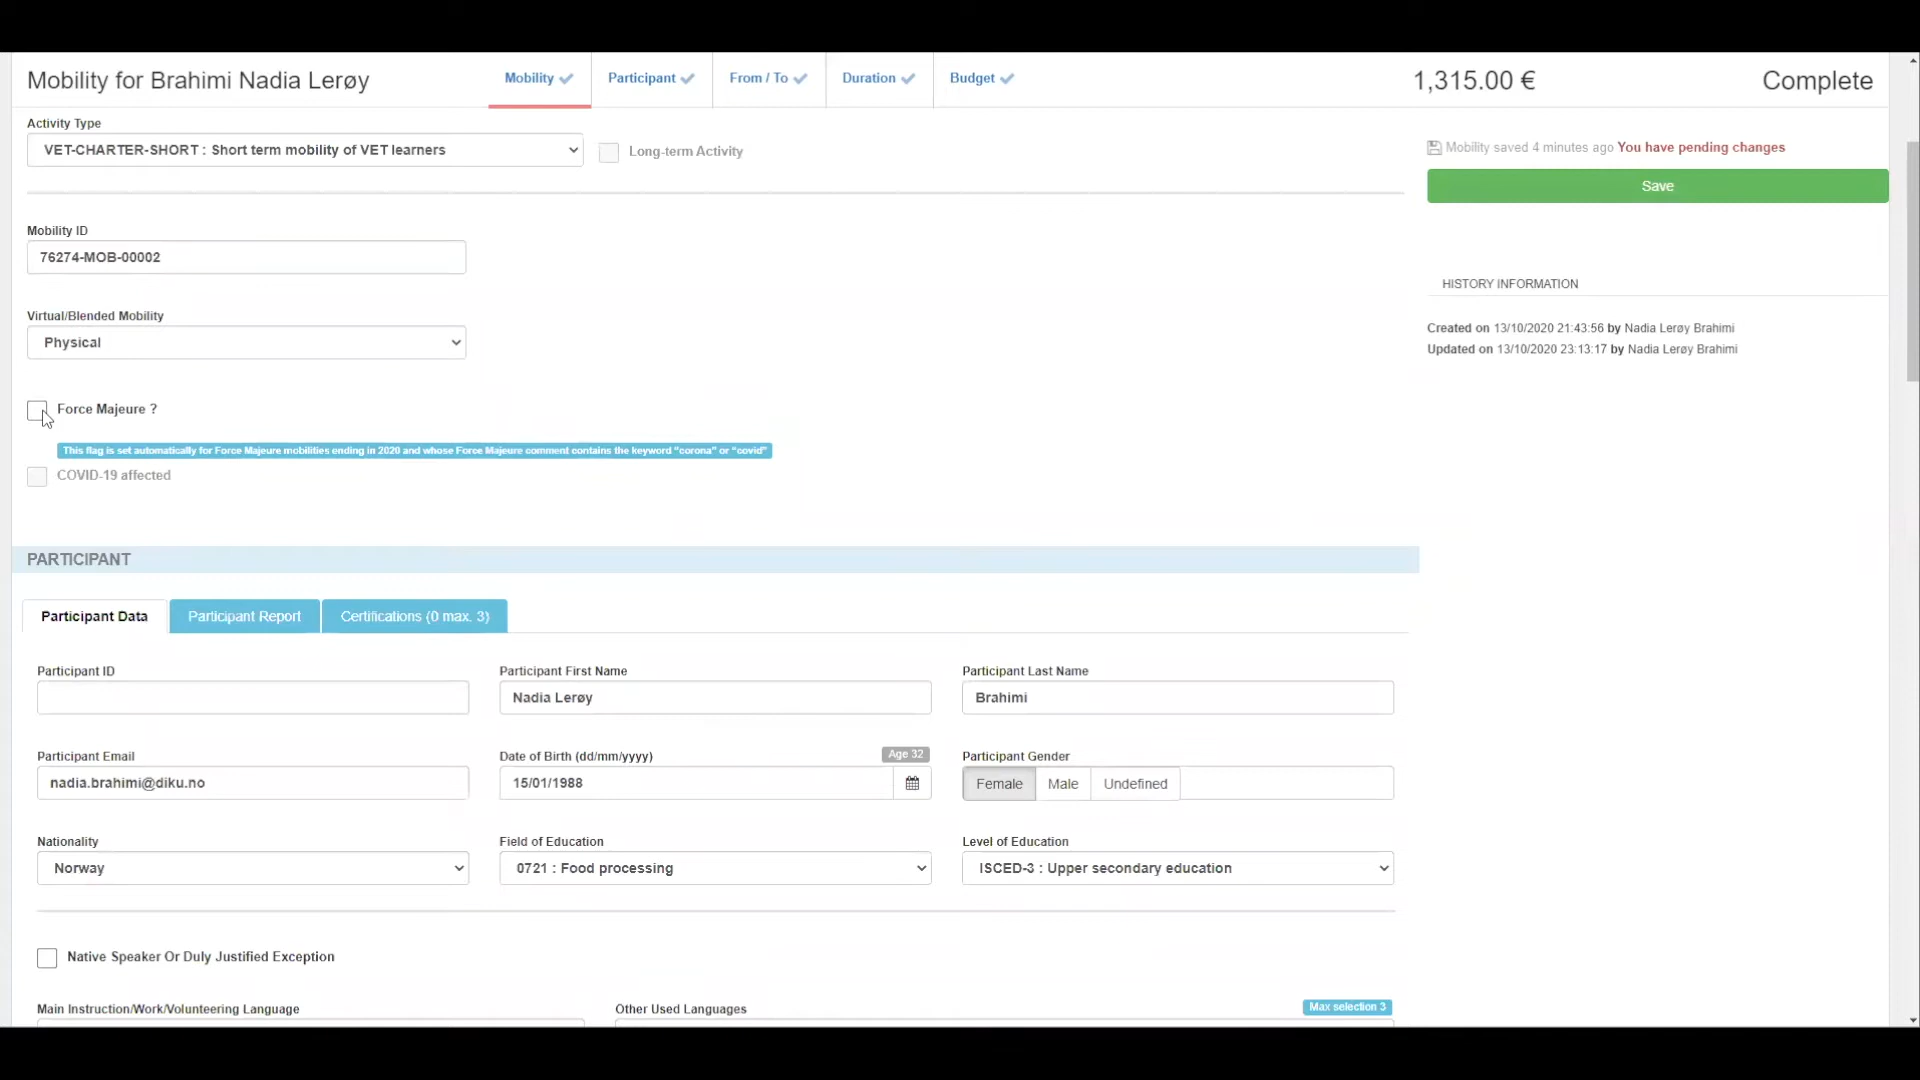 Mobility for Brahimi Nadia Lerøy
Mobility
Participant
From / To
Duration
Budget
1,315.00 €
Complete
Activity Type
VET-CHARTER-SHORT : Short term mobility of VET learners
Long-term Activity
Mobility saved 4 minutes ago You have pending changes
Save
Mobility ID
76274-MOB-00002
HISTORY INFORMATION
Created on 13/10/2020 21:43:56 by Nadia Lerøy Brahimi
Updated on 13/10/2020 23:13:17 by Nadia Lerøy Brahimi
Virtual/Blended Mobility
Physical
Force Majeure ?
This flag is set automatically for Force Majeure mobilities ending in 2020 and whose Force Majeure comment contains the keyword "corona" or "covid"
COVID-19 affected
PARTICIPANT
Participant Data
Participant Report
Certifications (0 max. 3)
Participant ID
Participant First Name
Participant Last Name
Nadia Lerøy
Brahimi
Participant Email
Date of Birth (dd/mm/yyyy)
Age 32
Participant Gender
nadia.brahimi@diku.no
15/01/1988
Female
Male
Undefined
Nationality
Field of Education
Level of Education
Norway
0721 : Food processing
ISCED-3 : Upper secondary education
Native Speaker Or Duly Justified Exception
Main Instruction/Work/Volunteering Language
Other Used Languages
Max selection 3